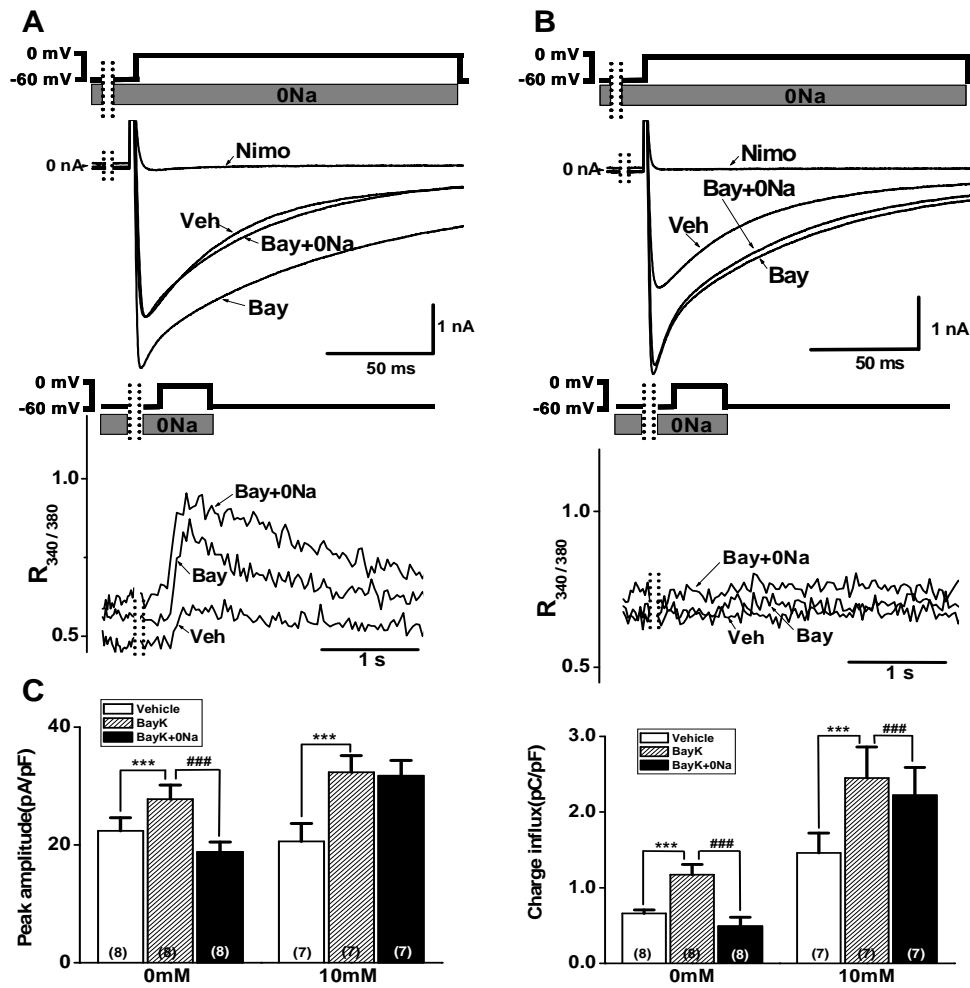 A
0 mV
-60 mV
0Na
0 nA
Nimo
Veh
Bay+0Na
Bay
1 nA
50 ms
0 mV
-60 mV
0Na
1.0
0.5
R340/380
Bay+0Na
Bay
Veh
1 s
B
0 mV
-60 mV
0Na
0 nA
Nimo
Bay+0Na
Veh
Bay
1 nA
50 ms
0 mV
-60 mV
0Na
1.0
0.5
R340/380
Bay+0Na
Veh
Bay
1 s
C
Vehicle
BayK
BayK+0Na
Peak amplitude(pA/pF)
40
20
0
*** ###
***
(8) (8) (8) (7) (7) (7)
0mM 10mM
Vehicle
BayK
BayK+0Na
Charge influx(pC/pF)
3.0
2.0
1.0
0.0
*** ###
*** ###
(8) (8) (8) (7) (7) (7)
0mM 10mM